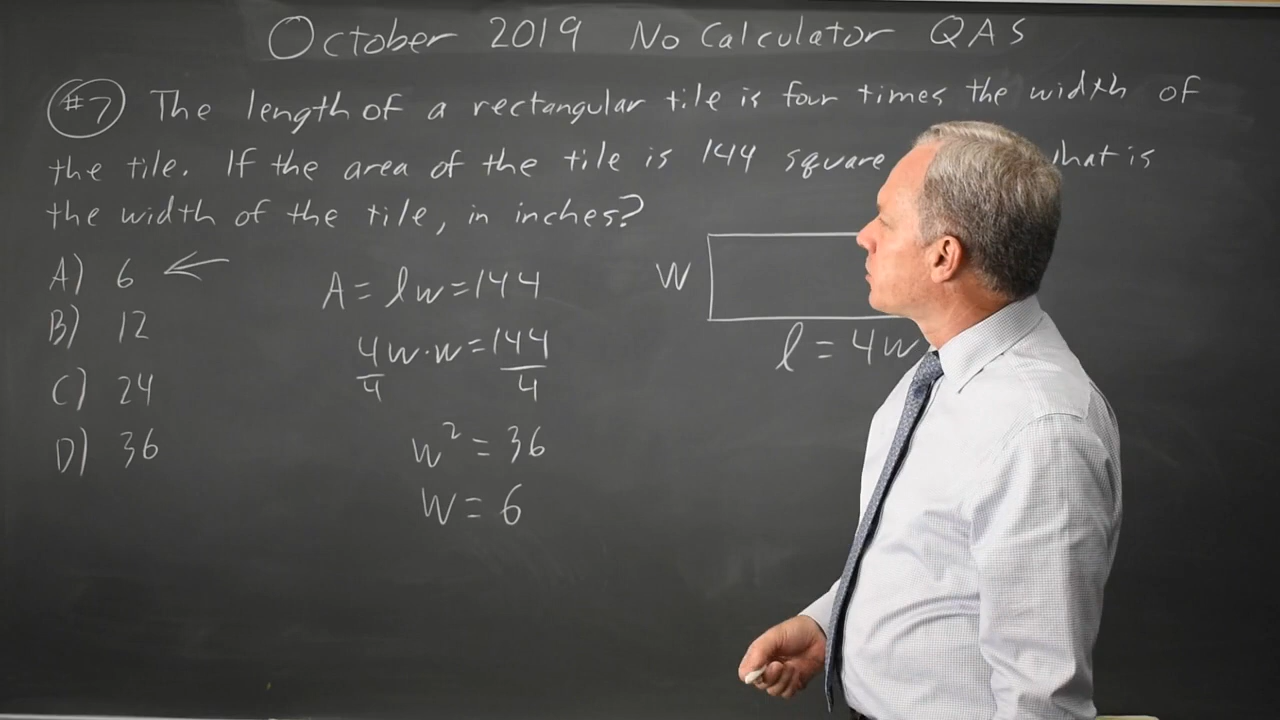 October 2019 No Calculator QAS
#7 The length of a rectangular tile is four times the width of
the tile. If the area of the tile is 144 square hat is
the width of the tile, in inches?
A) 6 ←
B) 12
C) 24
D) 36
A = lw = 144
4w·w = 144
4 4
w² = 36
w = 6
w
l = 4w